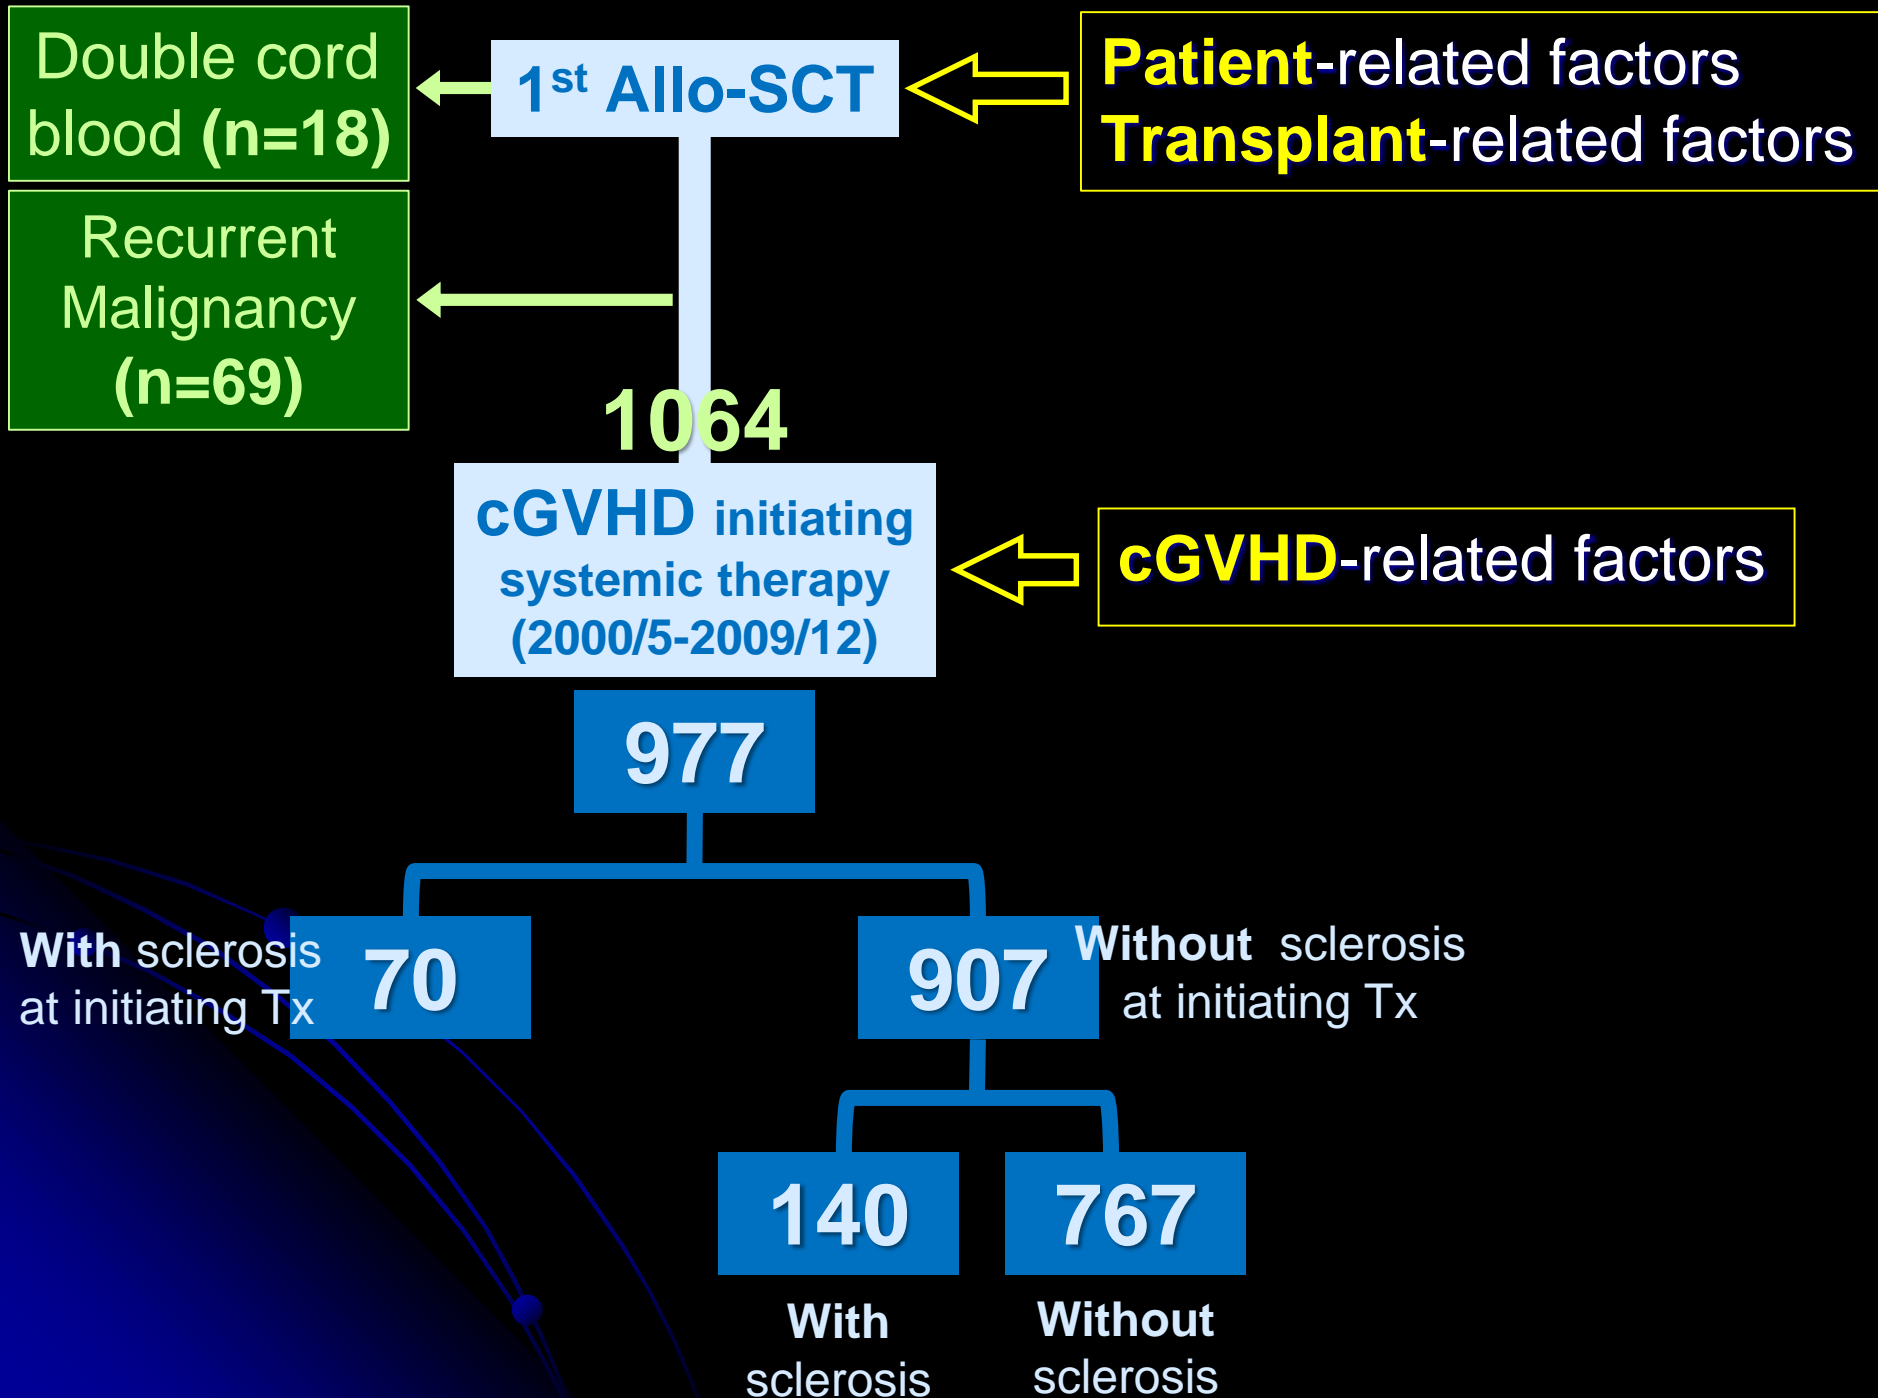 Double cord
blood (n=18)
1st Allo-SCT
Patient-related factors
Transplant-related factors
Recurrent
Malignancy
(n=69)
1064
cGVHD initiating
systemic therapy
(2000/5-2009/12)
cGVHD-related factors
977
With sclerosis
at initiating Tx
70
907
Without sclerosis
at initiating Tx
140
767
With
sclerosis
Without
sclerosis